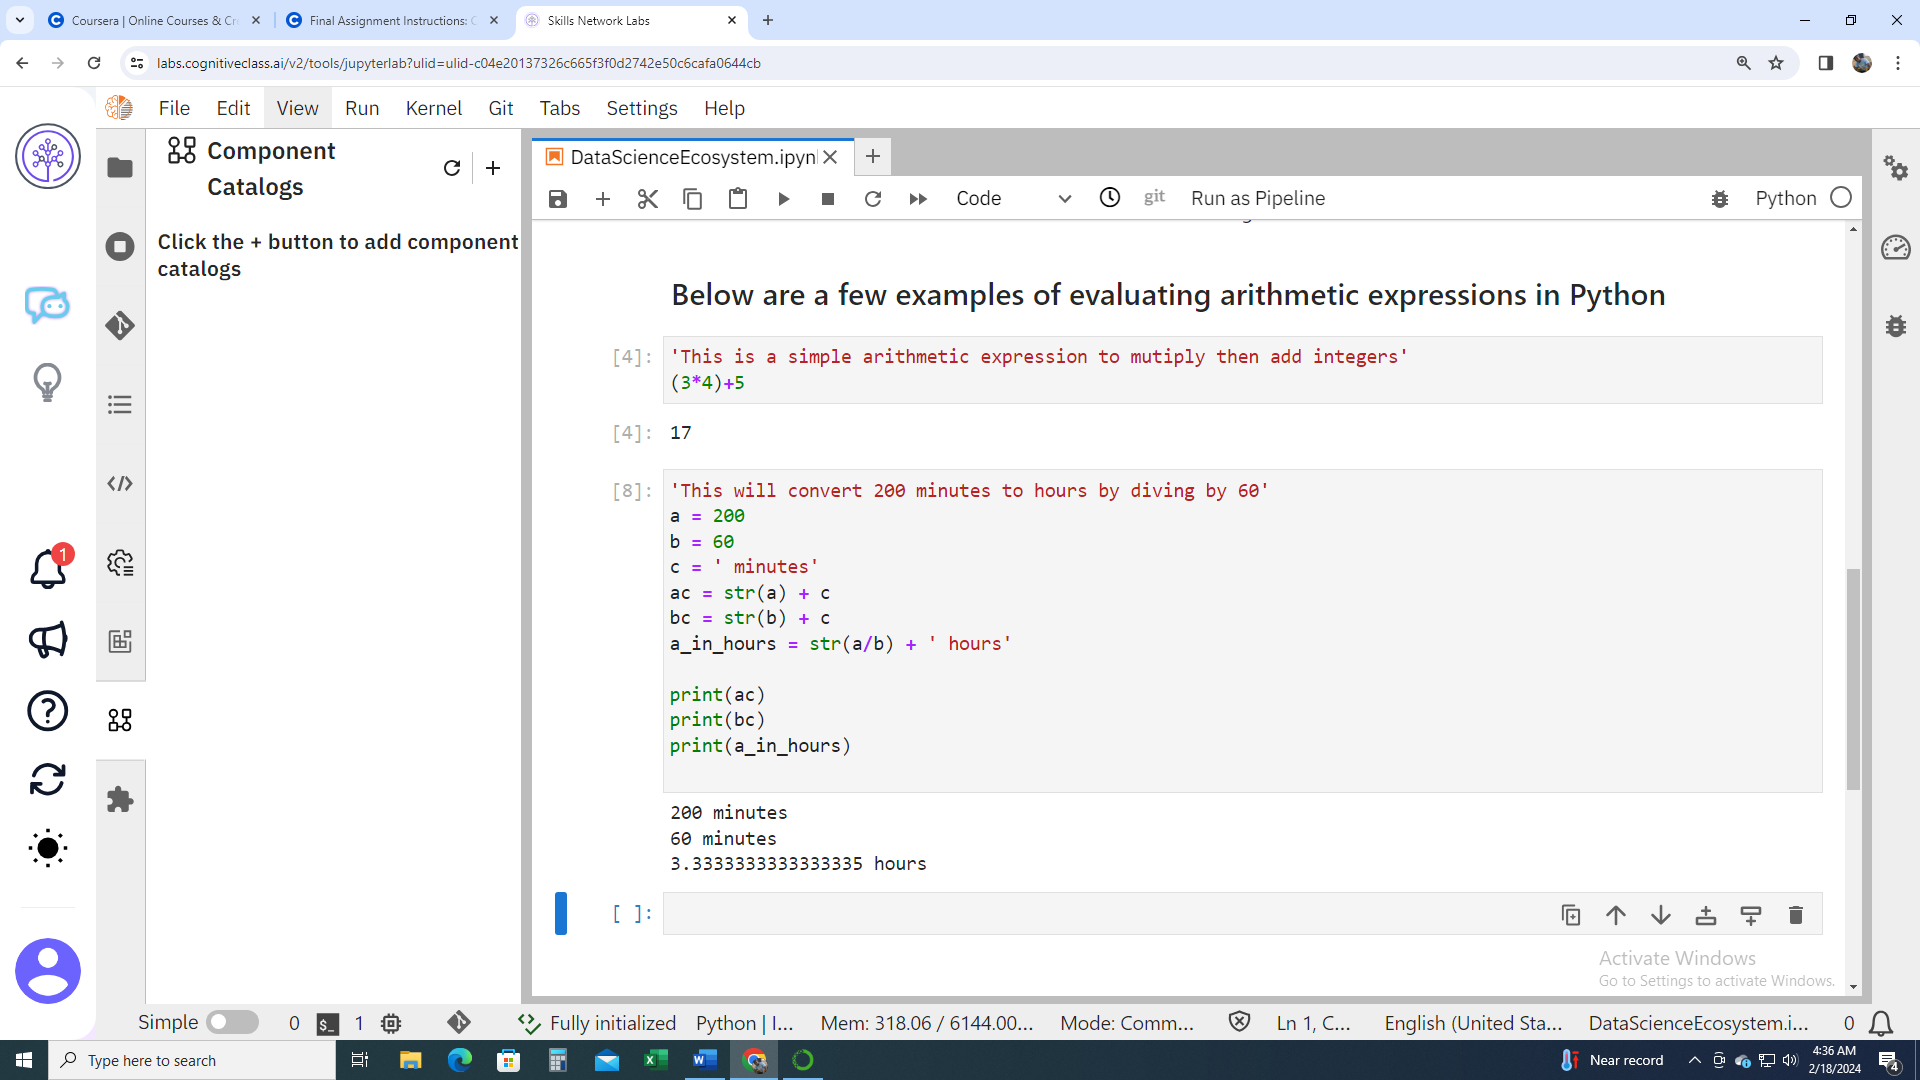 Coursera | Online Courses & Cr
Final Assignment Instructions: C
Skills Network Labs
labs.cognitiveclass.ai/v2/tools/jupyterlab?ulid=ulid-c04e20137326c665f3f0d2742e50c6cafa0644cb
File Edit View Run Kernel Git Tabs Settings Help
Component
Catalogs
Click the + button to add component
catalogs
DataScienceEcosystem.ipyn
Code
git
Run as Pipeline
Python
Below are a few examples of evaluating arithmetic expressions in Python
[4]: 'This is a simple arithmetic expression to mutiply then add integers'
(3*4)+5
[4]: 17
[8]: 'This will convert 200 minutes to hours by diving by 60'
a = 200
b = 60
c = ' minutes'
ac = str(a) + c
bc = str(b) + c
a_in_hours = str(a/b) + ' hours'
print(ac)
print(bc)
print(a_in_hours)
200 minutes
60 minutes
3.3333333333333335 hours
[ ]:
Activate Windows
Go to Settings to activate Windows.
1
Simple 0 $_ 1 Fully initialized Python | I... Mem: 318.06 / 6144.00... Mode: Comm... Ln 1, C... English (United Sta... DataScienceEcosystem.i... 0
Type here to search
Near record
4:36 AM
2/18/2024
4